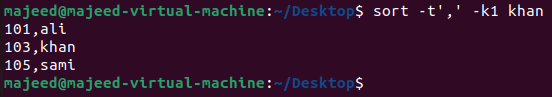 majeed@majeed-virtual-machine:~/Desktop$ sort -t',' -k1 khan
101,ali
103,khan
105,sami
majeed@majeed-virtual-machine:~/Desktop$